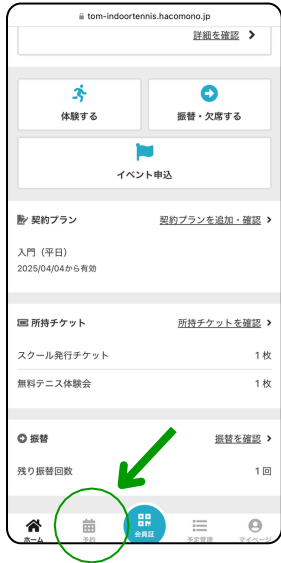 tom-indoortennis.hacomono.jp
詳細を確認
体験する
振替・欠席する
イベント申込
契約プラン
契約プランを追加・確認
入門（平日）
2025/04/04から有効
所持チケット
所持チケットを確認
スクール発行チケット
1 枚
無料テニス体験会
1 枚
振替
振替を確認
残り振替回数
1 回
ホーム
予約
会員証
予定管理
マイページ